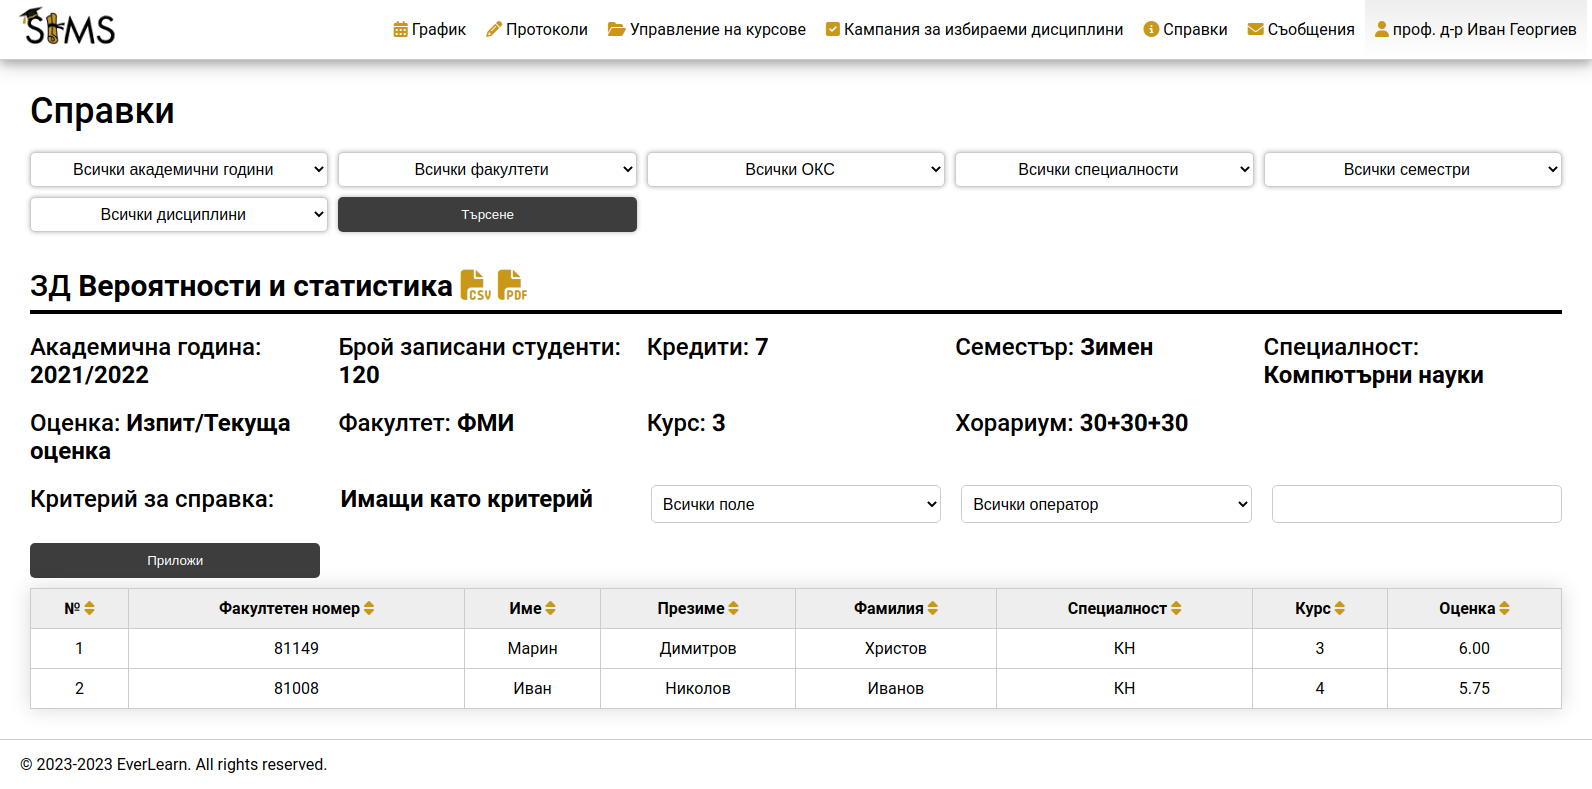 SIMS График Протоколи Управление на курсове Кампания за избираеми дисциплини Справки Съобщения проф. д-р Иван Георгиев
Справки
Всички академични години Всички факултети Всички ОКС Всички специалности Всички семестри
Всички дисциплини Търсене
ЗД Вероятности и статистика CSV PDF
Академична година: Брой записани студенти: Кредити: 7 Семестър: Зимен Специалност:
2021/2022 120 Компютърни науки
Оценка: Изпит/Текуща Факултет: ФМИ Курс: 3 Хорариум: 30+30+30
оценка
Критерий за справка: Имащи като критерий Всички поле Всички оператор
Приложи
№ Факултетен номер Име Презиме Фамилия Специалност Курс Оценка
1 81149 Марин Димитров Христов КН 3 6.00
2 81008 Иван Николов Иванов КН 4 5.75
© 2023-2023 EverLearn. All rights reserved.